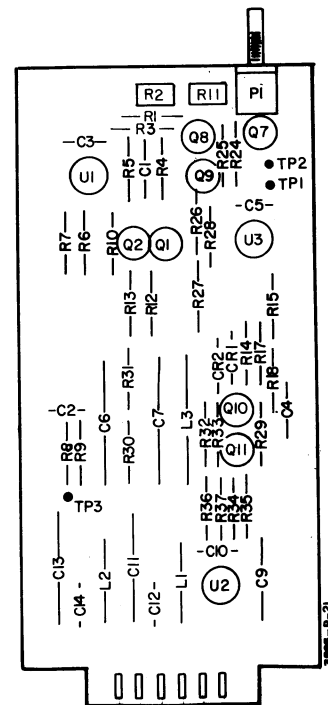 P1
R2 R11
R1
R3
Q8 Q7
C3
R5 C1 R4
R25 R24
TP2
U1
Q9
TP1
C5
R7 R6 R10
R26 R28
Q2 Q1
U3
R13 R12 R27
R15
R31
CR2 CR1 R14 R17
R18
C2
C6 C7 L3
Q10
C4
R8 R9 R30
R32 R33
Q11
R29
TP3
R36 R37 R34 R35
C13 C11
C10
C14 L2 C12 L1
U2
C9